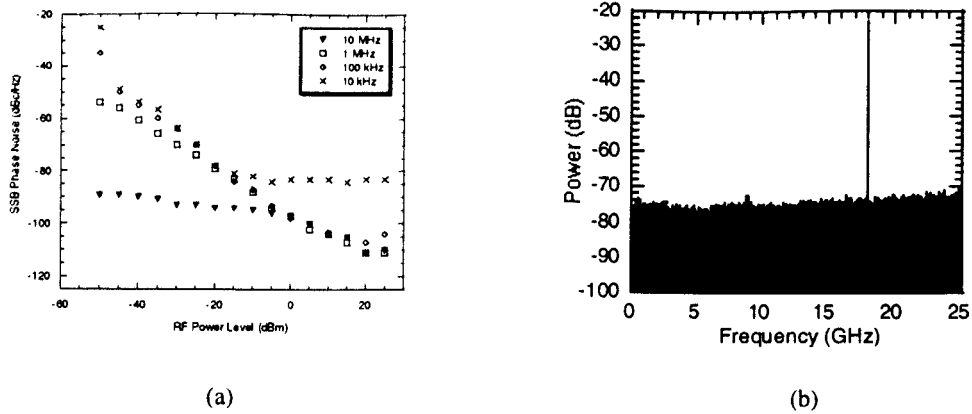 SSB Phase Noise (dBc/Hz)
-20
-40
-60
-80
-100
-120
-60
-40
-20
0
20
RF Power Level (dBm)
10 MHz
1 MHz
100 kHz
10 kHz
(a)
Power (dB)
-20
-30
-40
-50
-60
-70
-80
-90
-100
0
5
10
15
20
25
Frequency (GHz)
(b)